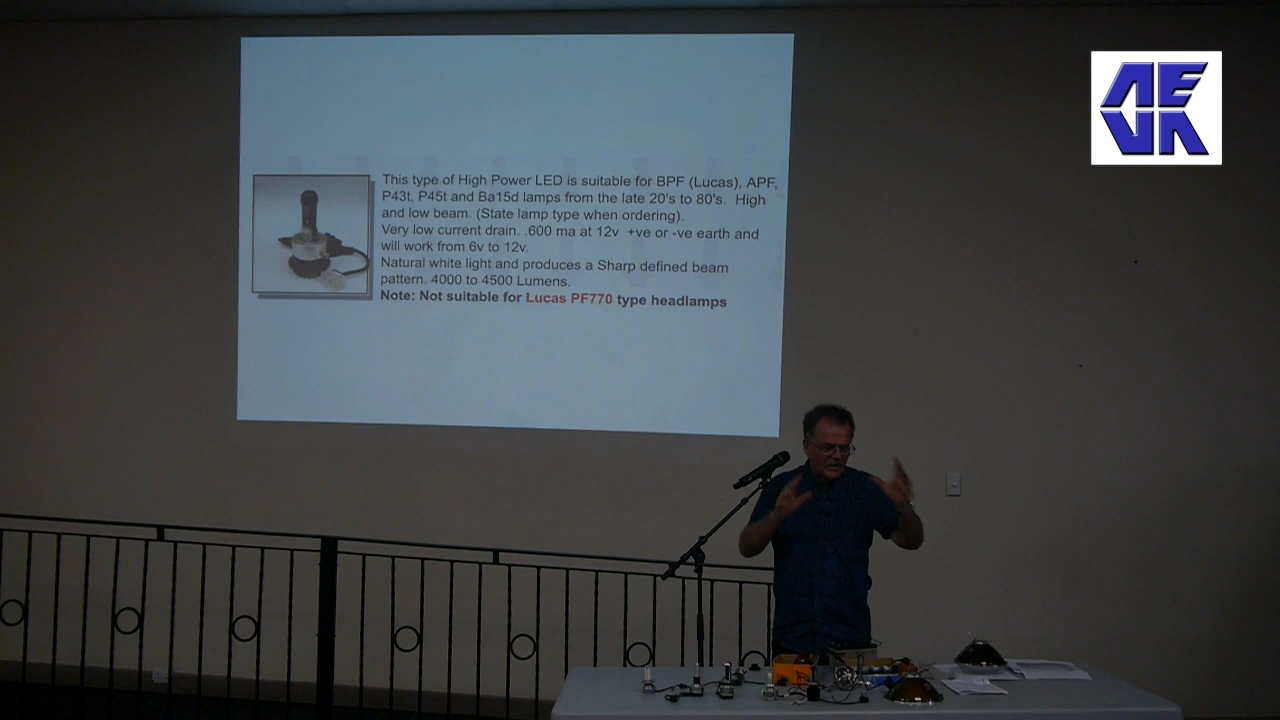 This type of High Power LED is suitable for BPF (Lucas), APF,
P43t, P45t and Ba15d lamps from the late 20's to 80's. High
and low beam. (State lamp type when ordering).
Very low current drain. .600 ma at 12v +ve or -ve earth and
will work from 6v to 12v.
Natural white light and produces a Sharp defined beam
pattern. 4000 to 4500 Lumens.
Note: Not suitable for Lucas PF770 type headlamps